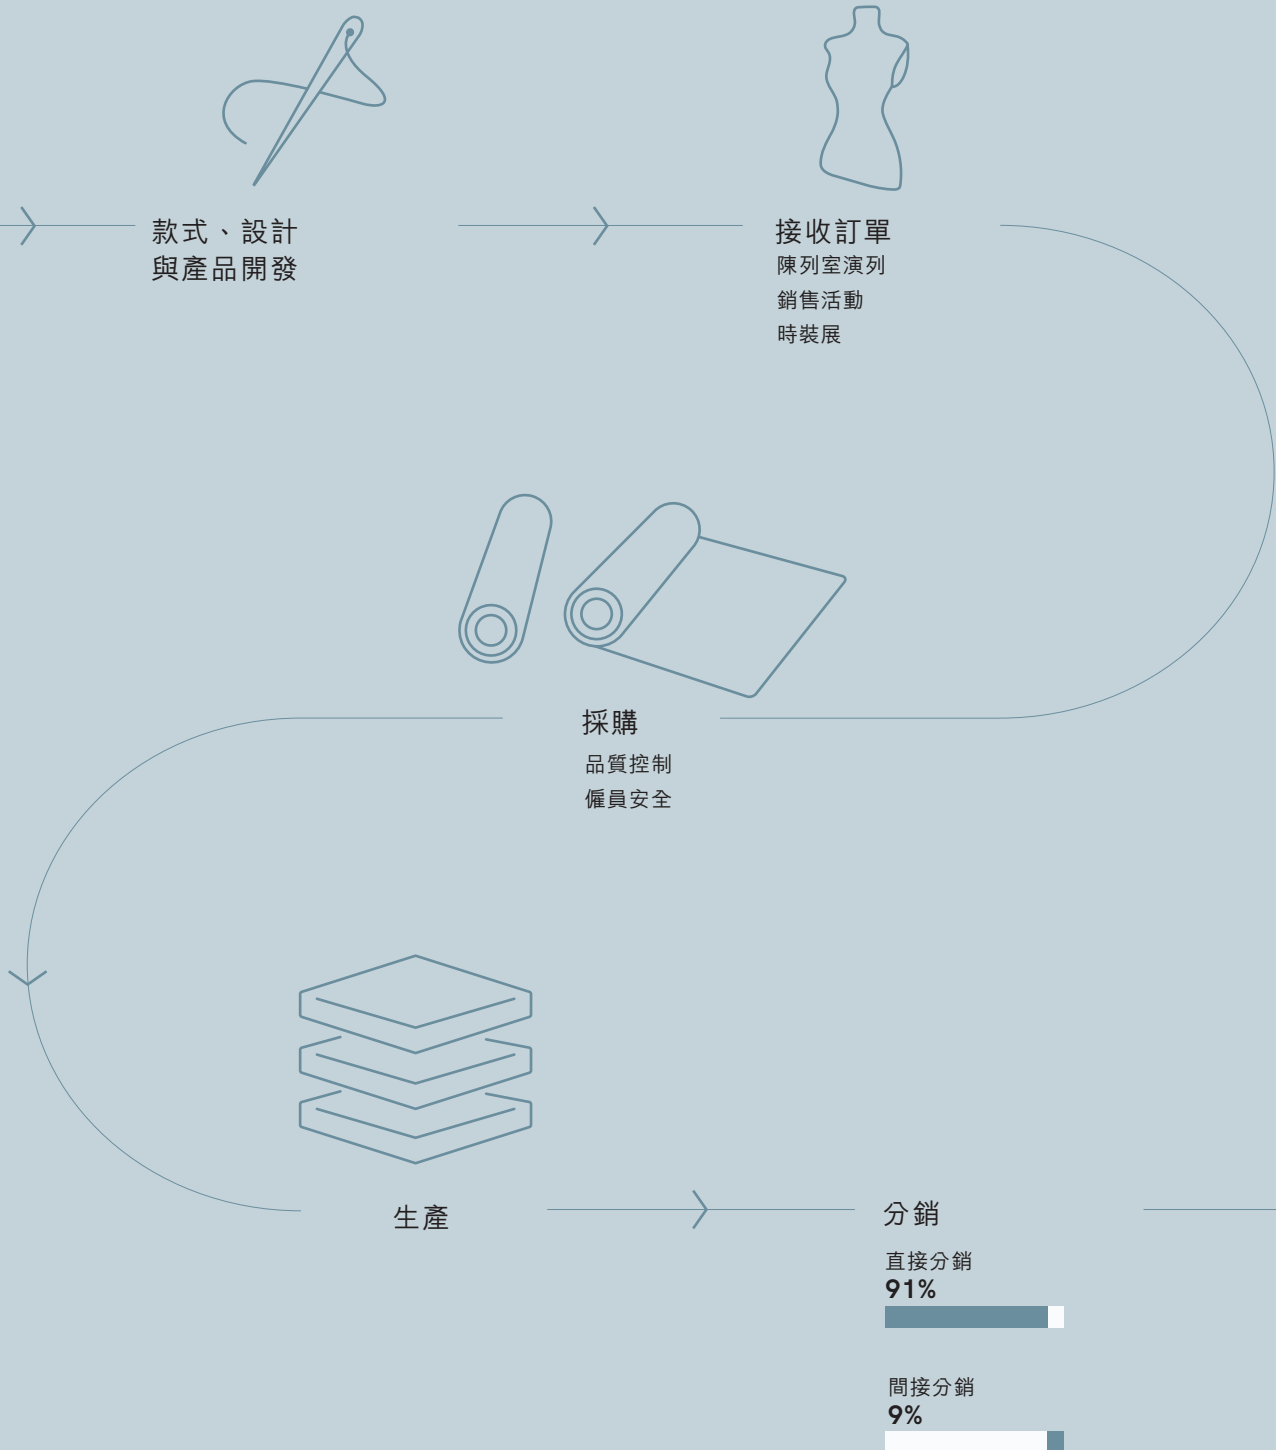 款式、設計
與產品開發
接收訂單
陳列室演列
銷售活動
時裝展
採購
品質控制
僱員安全
生產
分銷
直接分銷
91%
間接分銷
9%